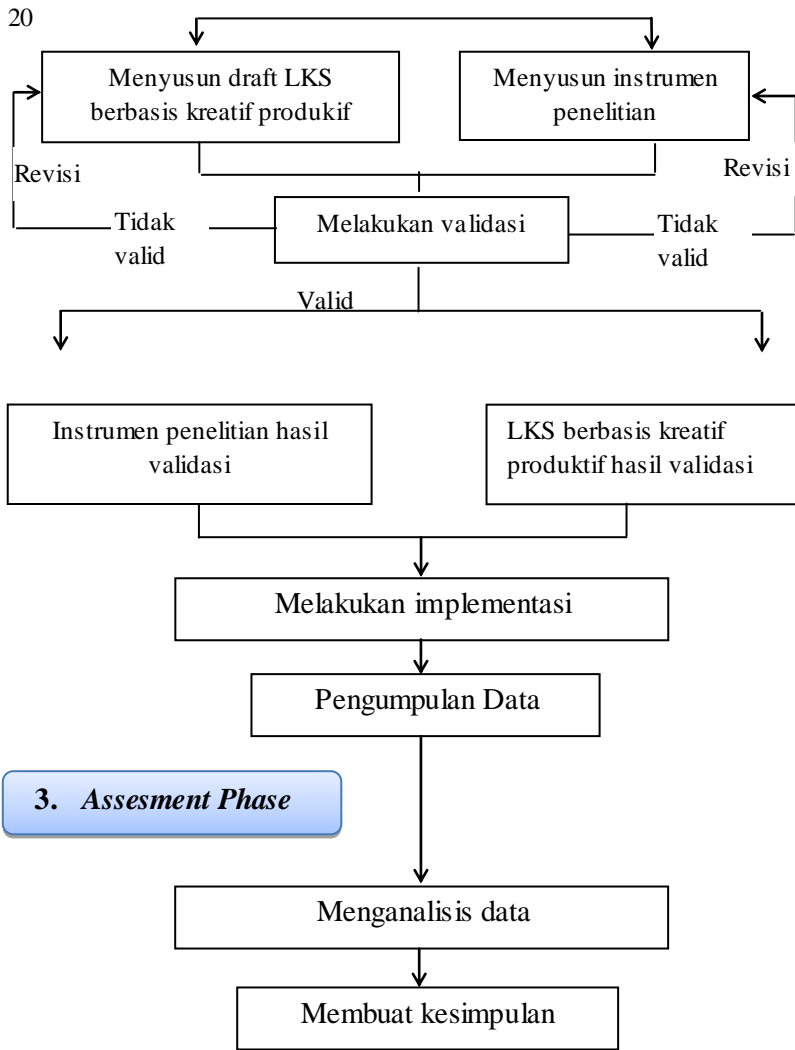 20
Menyusun draft LKS
berbasis kreatif produkif
Menyusun instrumen
penelitian
Revisi
Revisi
Tidak
valid
Melakukan validasi
Tidak
valid
Valid
Instrumen penelitian hasil
validasi
LKS berbasis kreatif
produktif hasil validasi
Melakukan implementasi
Pengumpulan Data
3. Assesment Phase
Menganalisis data
Membuat kesimpulan